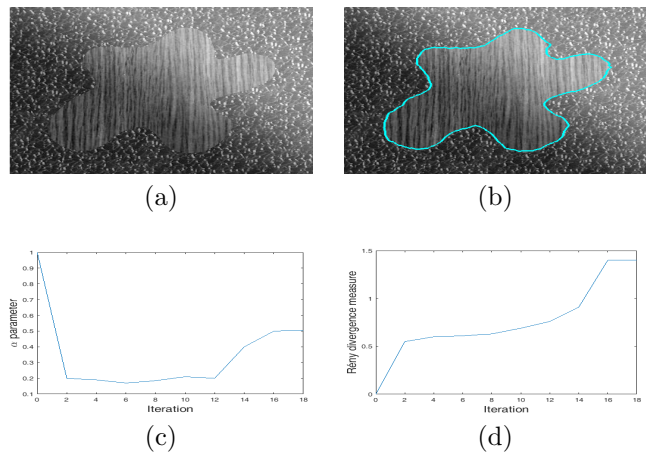 (a)
(b)
1
0.9
0.8
0.7
0.6
0.5
0.4
0.3
0.2
0.1
0 2 4 6 8 10 12 14 16 18
α parameter
Iteration
(c)
1.5
1
0.5
0
0 2 4 6 8 10 12 14 16 18
Rény divergence measure
Iteration
(d)